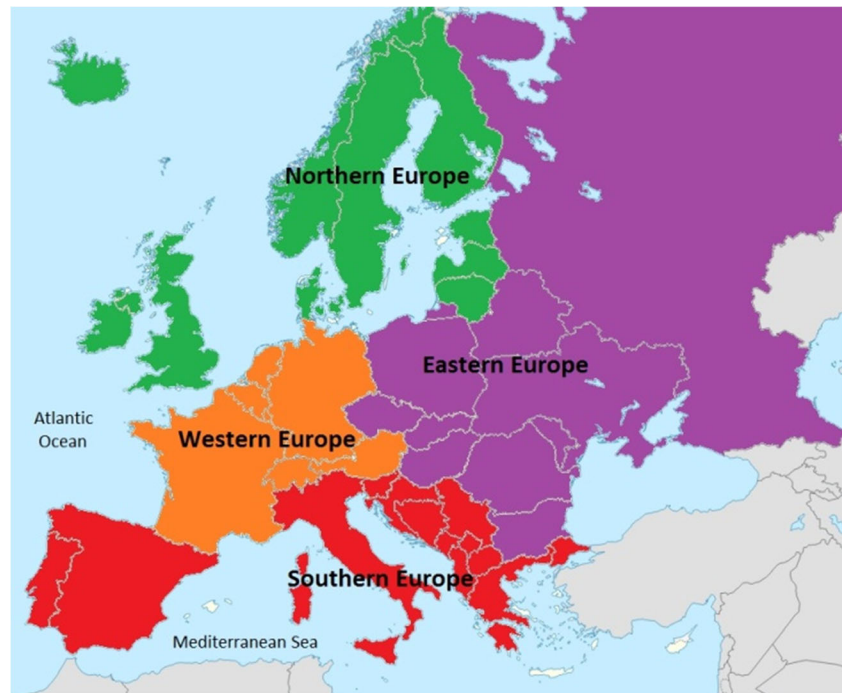 Northern Europe
Eastern Europe
Atlantic
Ocean
Western Europe
Southern Europe
Mediterranean Sea